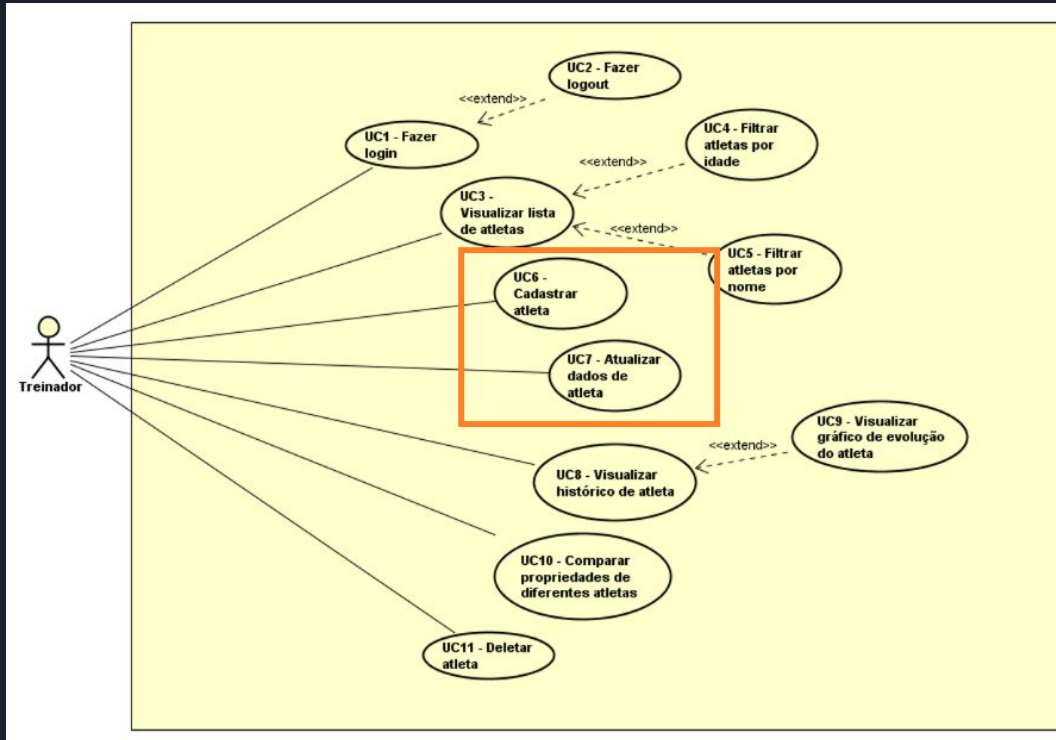 UC2 - Fazer
logout
<<extend>>
UC1 - Fazer
login
UC4 - Filtrar
atletas por
idade
<<extend>>
UC3 -
Visualizar lista
de atletas
<<extend>>
UC5 - Filtrar
atletas por
nome
UC6 -
Cadastrar
atleta
Treinador
UC7 - Atualizar
dados de
atleta
UC9 - Visualizar
gráfico de evolução
do atleta
<<extend>>
UC8 - Visualizar
histórico de atleta
UC10 - Comparar
propriedades de
diferentes atletas
UC11 - Deletar
atleta